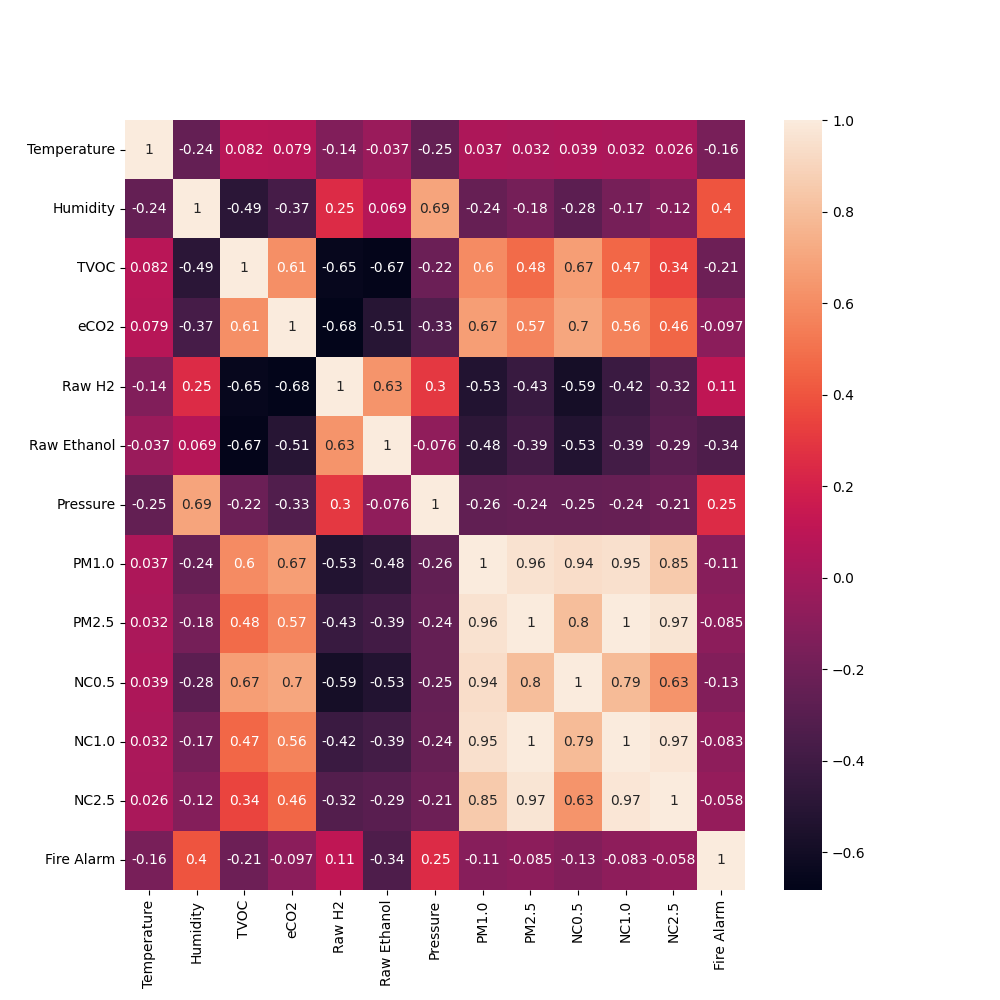 Temperature 1 -0.24 0.082 0.079 -0.14 -0.037 -0.25 0.037 0.032 0.039 0.032 0.026 -0.16
Humidity -0.24 1 -0.49 -0.37 0.25 0.069 0.69 -0.24 -0.18 -0.28 -0.17 -0.12 0.4
TVOC 0.082 -0.49 1 0.61 -0.65 -0.67 -0.22 0.6 0.48 0.67 0.47 0.34 -0.21
eCO2 0.079 -0.37 0.61 1 -0.68 -0.51 -0.33 0.67 0.57 0.7 0.56 0.46 -0.097
Raw H2 -0.14 0.25 -0.65 -0.68 1 0.63 0.3 -0.53 -0.43 -0.59 -0.42 -0.32 0.11
Raw Ethanol -0.037 0.069 -0.67 -0.51 0.63 1 -0.076 -0.48 -0.39 -0.53 -0.39 -0.29 -0.34
Pressure -0.25 0.69 -0.22 -0.33 0.3 -0.076 1 -0.26 -0.24 -0.25 -0.24 -0.21 0.25
PM1.0 0.037 -0.24 0.6 0.67 -0.53 -0.48 -0.26 1 0.96 0.94 0.95 0.85 -0.11
PM2.5 0.032 -0.18 0.48 0.57 -0.43 -0.39 -0.24 0.96 1 0.8 1 0.97 -0.085
NC0.5 0.039 -0.28 0.67 0.7 -0.59 -0.53 -0.25 0.94 0.8 1 0.79 0.63 -0.13
NC1.0 0.032 -0.17 0.47 0.56 -0.42 -0.39 -0.24 0.95 1 0.79 1 0.97 -0.083
NC2.5 0.026 -0.12 0.34 0.46 -0.32 -0.29 -0.21 0.85 0.97 0.63 0.97 1 -0.058
Fire Alarm -0.16 0.4 -0.21 -0.097 0.11 -0.34 0.25 -0.11 -0.085 -0.13 -0.083 -0.058 1
Temperature
Humidity
TVOC
eCO2
Raw H2
Raw Ethanol
Pressure
PM1.0
PM2.5
NC0.5
NC1.0
NC2.5
Fire Alarm
1.0
0.8
0.6
0.4
0.2
0.0
−0.2
−0.4
−0.6